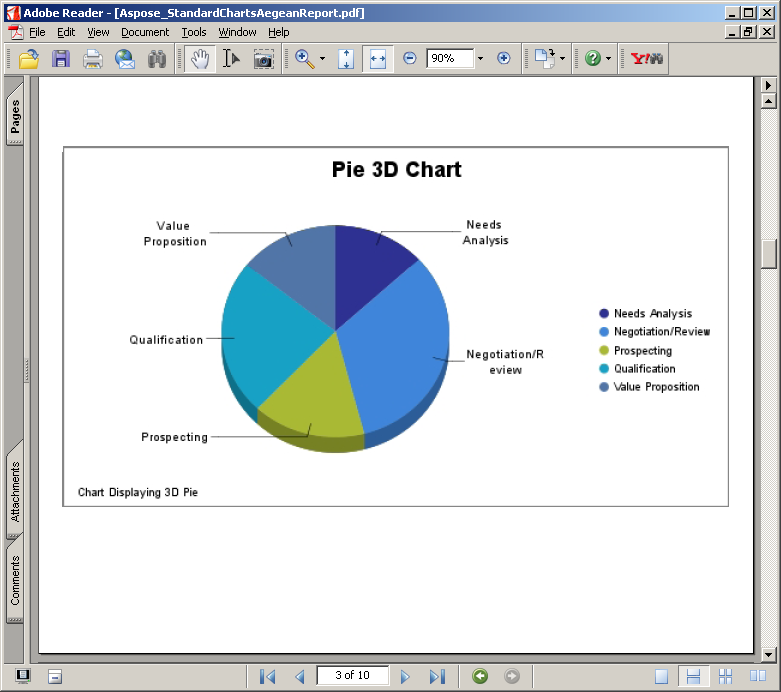 Adobe Reader - [Aspose_StandardChartsAegeanReport.pdf]
File Edit View Document Tools Window Help
90%
Y!
Pages
Pie 3D Chart
Value
Proposition
Needs
Analysis
Qualification
Negotiation/R
eview
Prospecting
Needs Analysis
Negotiation/Review
Prospecting
Qualification
Value Proposition
Chart Displaying 3D Pie
Attachments
Comments
3 of 10